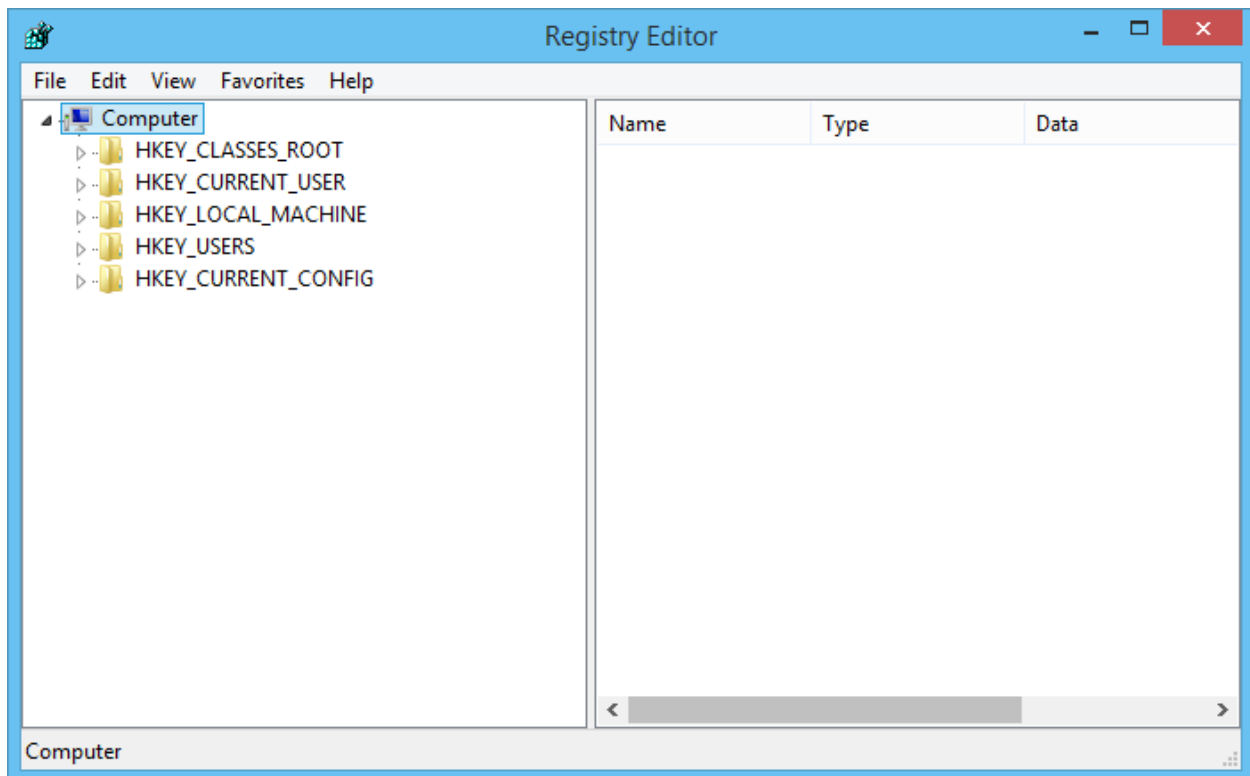 Registry Editor
File Edit View Favorites Help
Computer
HKEY_CLASSES_ROOT
HKEY_CURRENT_USER
HKEY_LOCAL_MACHINE
HKEY_USERS
HKEY_CURRENT_CONFIG
Name Type Data
Computer